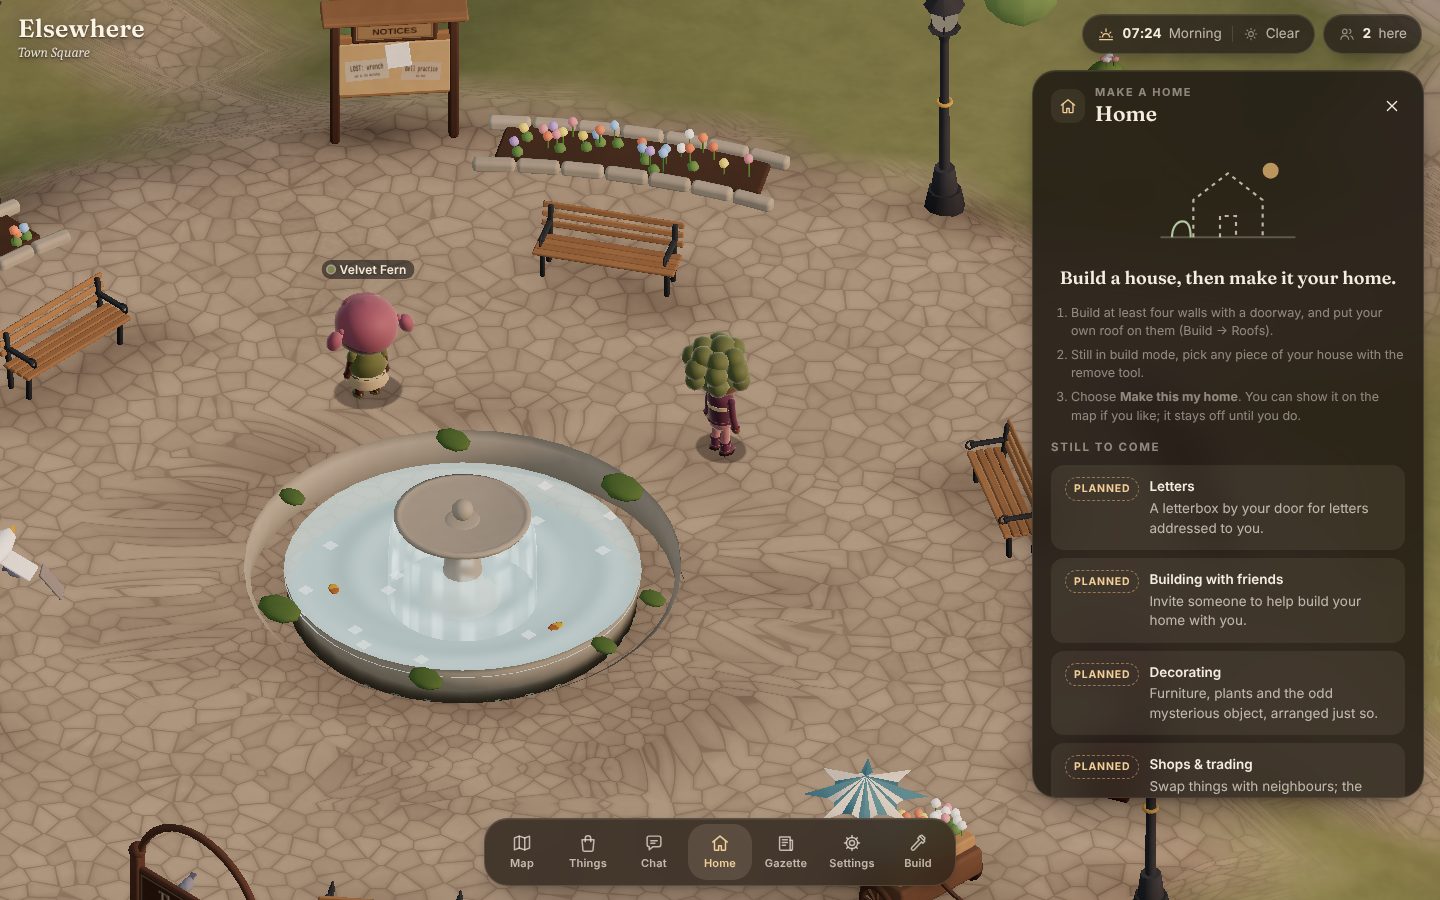 Elsewhere
Town Square
NOTICES
LOST: wrench
Bell practice
07:24 Morning
Clear
2 here
MAKE A HOME
Home
Build a house, then make it your home.
1. Build at least four walls with a doorway, and put your
own roof on them (Build → Roofs).
2. Still in build mode, pick any piece of your house with the
remove tool.
3. Choose Make this my home. You can show it on the
map if you like; it stays off until you do.
STILL TO COME
PLANNED
Letters
A letterbox by your door for letters
addressed to you.
PLANNED
Building with friends
Invite someone to help build your
home with you.
PLANNED
Decorating
Furniture, plants and the odd
mysterious object, arranged just so.
PLANNED
Shops & trading
Swap things with neighbours; the
Velvet Fern
Map
Things
Chat
Home
Gazette
Settings
Build